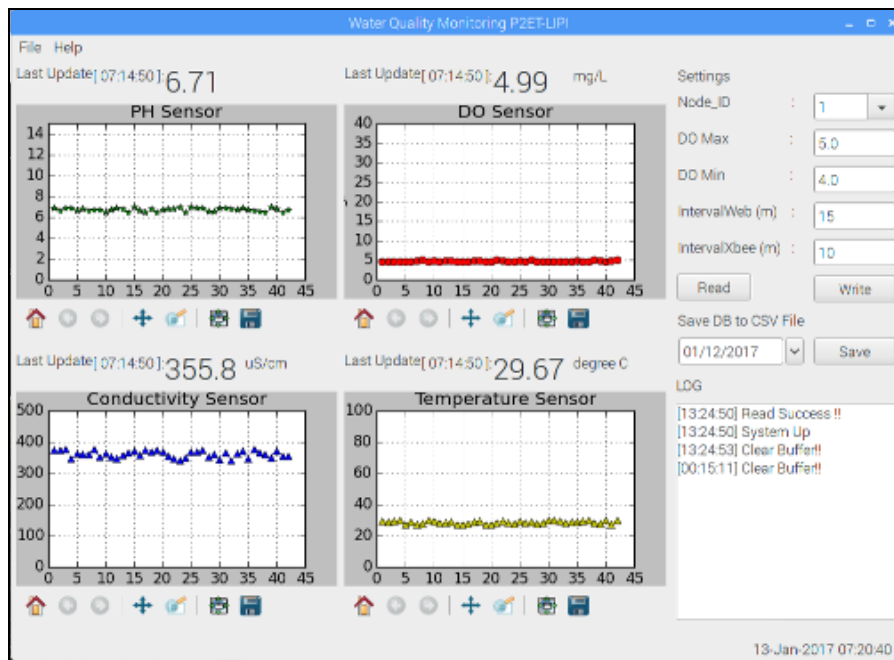 Water Quality Monitoring P2ET-LIPI
File Help
Last Update[ 07:14:50]: 6.71
PH Sensor
14
12
10
8
6
4
2
0
0 5 10 15 20 25 30 35 40 45
Last Update[ 07:14:50]: 4.99 mg/L
DO Sensor
40
35
30
25
20
15
10
5
0
0 5 10 15 20 25 30 35 40 45
Last Update[ 07:14:50]: 355.8 uS/cm
Conductivity Sensor
500
400
300
200
100
0
0 5 10 15 20 25 30 35 40 45
Last Update[ 07:14:50]: 29.67 degree C
Temperature Sensor
100
80
60
40
20
0
0 5 10 15 20 25 30 35 40 45
Settings
Node_ID : 1
DO Max : 5.0
DO Min : 4.0
IntervalWeb (m) : 15
IntervalXbee (m) : 10
Read Write
Save DB to CSV File
01/12/2017 Save
LOG
[13:24:50] Read Success !!
[13:24:50] System Up
[13:24:53] Clear Buffer!!
[00:15:11] Clear Buffer!!
13-Jan-2017 07:20:40